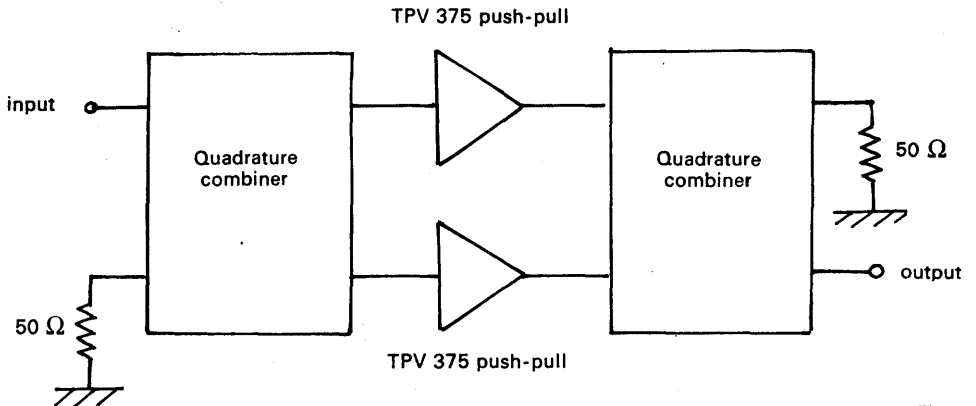 TPV 375 push-pull
input
Quadrature
combiner
Quadrature
combiner
50 Ω
output
50 Ω
TPV 375 push-pull